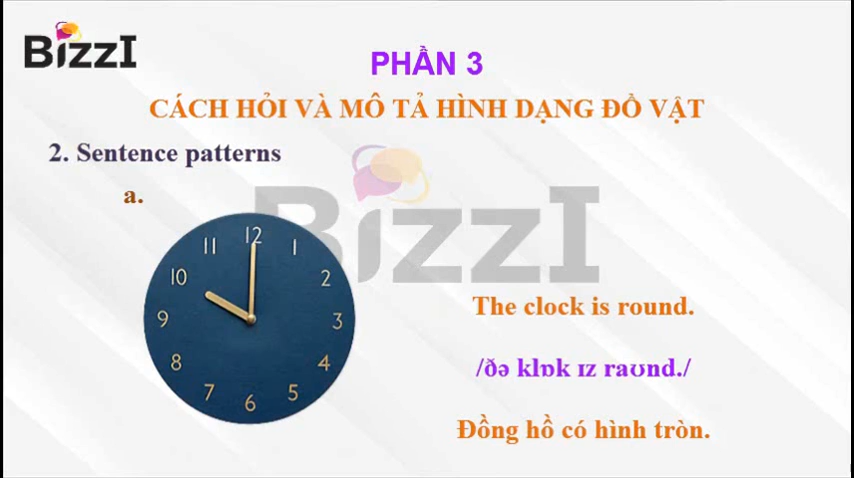 BizzI
PHẦN 3
CÁCH HỎI VÀ MÔ TẢ HÌNH DẠNG ĐỒ VẬT
2. Sentence patterns
a.
BizzI
12
11
1
10
2
9
3
8
4
7
5
6
The clock is round.
/ðə klɒk ɪz raʊnd./
Đồng hồ có hình tròn.